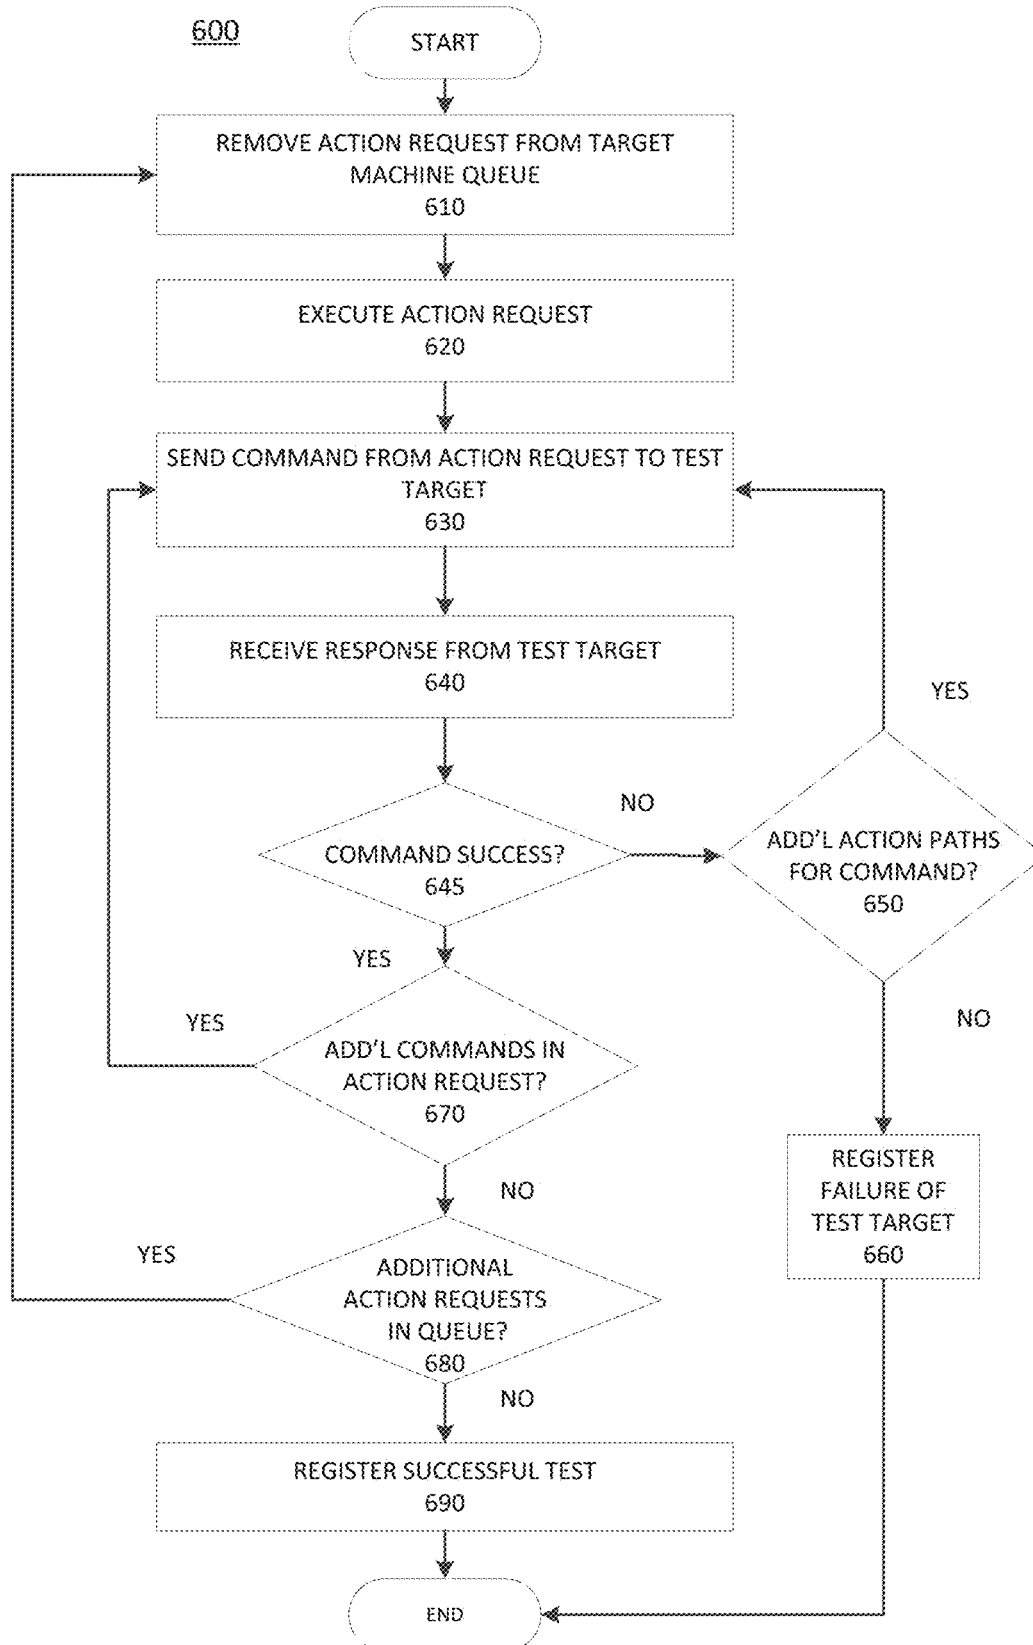 600
START
REMOVE ACTION REQUEST FROM TARGET
MACHINE QUEUE
610
EXECUTE ACTION REQUEST
620
SEND COMMAND FROM ACTION REQUEST TO TEST
TARGET
630
RECEIVE RESPONSE FROM TEST TARGET
640
YES
NO
COMMAND SUCCESS?
645
ADD'L ACTION PATHS
FOR COMMAND?
650
YES
YES
NO
ADD'L COMMANDS IN
ACTION REQUEST?
670
NO
REGISTER
FAILURE OF
TEST TARGET
660
YES
ADDITIONAL
ACTION REQUESTS
IN QUEUE?
680
NO
REGISTER SUCCESSFUL TEST
690
END